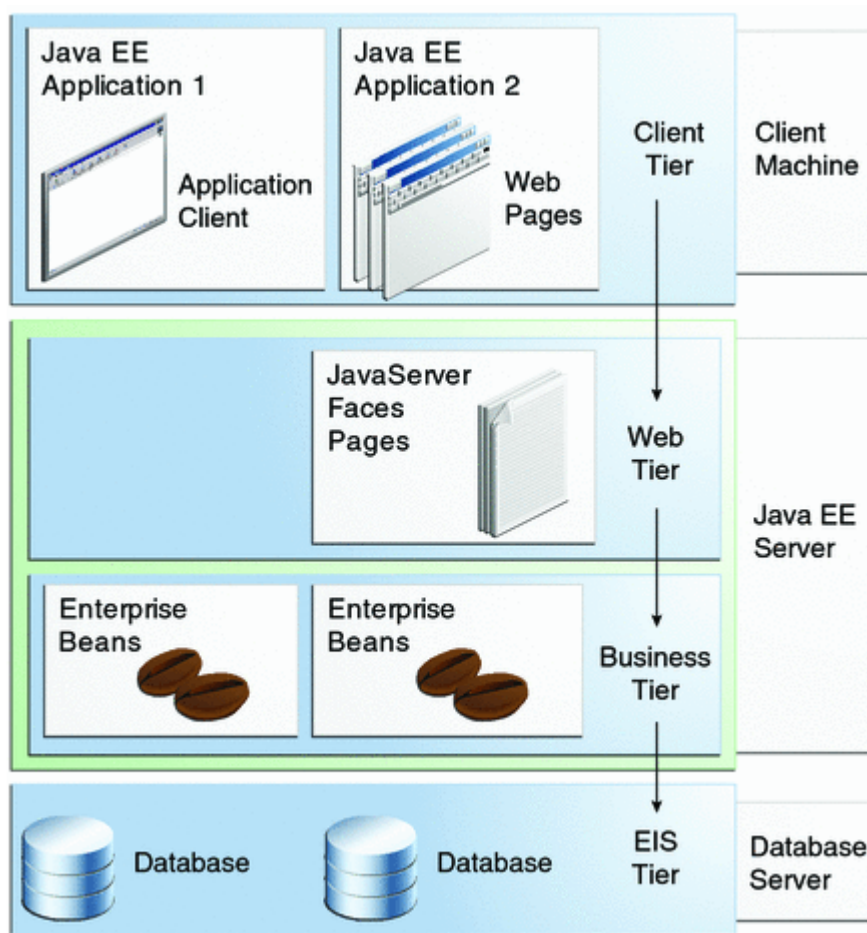 Java EE
Application 1
Application
Client
Java EE
Application 2
Web
Pages
Client
Tier
Client
Machine
JavaServer
Faces
Pages
Web
Tier
Java EE
Server
Enterprise
Beans
Enterprise
Beans
Business
Tier
Database
Database
EIS
Tier
Database
Server